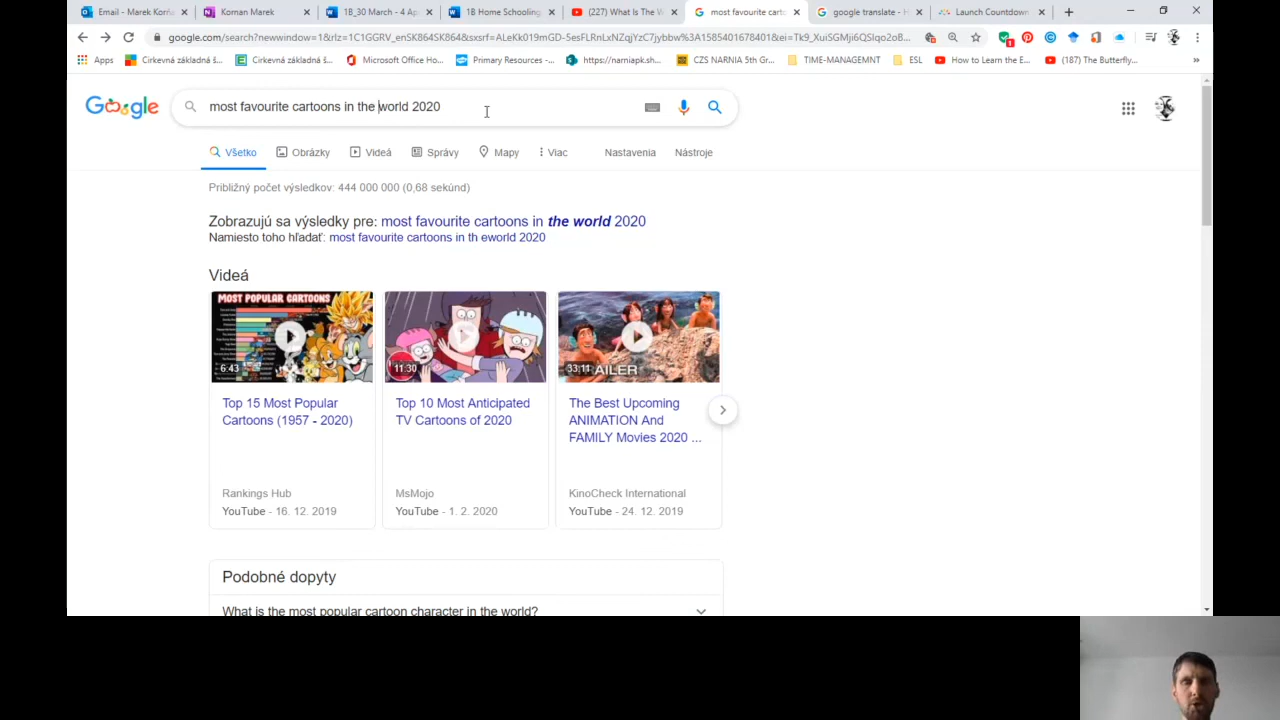 Email - Marek Korňa
Kornan Marek
18_30 March - 4 Ap
18 Home Schooling
(227) What Is The W
most favourite carto
google translate - H
Launch Countdown
google.com/search?newwindow=1&rlz=1C1GGRV_enSK864SK864&sxsrf=ALeKk019mGD-5esFLRnLxNZqjYzC7jybbw%3A1585401678401&ei=Tk9_XuiSGMji6QSIqo2oB...
Apps
Cirkevná základná š...
Cirkevná základná š...
Microsoft Office Ho...
Primary Resources -...
https://narniapk.sh...
CZS NARNIA 5th Gr...
TIME-MANAGEMNT
ESL
How to Learn the E...
(187) The Butterfly...
Google
most favourite cartoons in the world 2020
Všetko
Obrázky
Videá
Správy
Mapy
Viac
Nastavenia
Nástroje
Približný počet výsledkov: 444 000 000 (0,68 sekúnd)
Zobrazujú sa výsledky pre: most favourite cartoons in the world 2020
Namiesto toho hľadať: most favourite cartoons in th eworld 2020
Videá
MOST POPULAR CARTOONS
6:43
11:30
33:11
AILER
Top 15 Most Popular
Cartoons (1957 - 2020)
Rankings Hub
YouTube - 16. 12. 2019
Top 10 Most Anticipated
TV Cartoons of 2020
MsMojo
YouTube - 1. 2. 2020
The Best Upcoming
ANIMATION And
FAMILY Movies 2020 ...
KinoCheck International
YouTube - 24. 12. 2019
Podobné dopyty
What is the most popular cartoon character in the world?